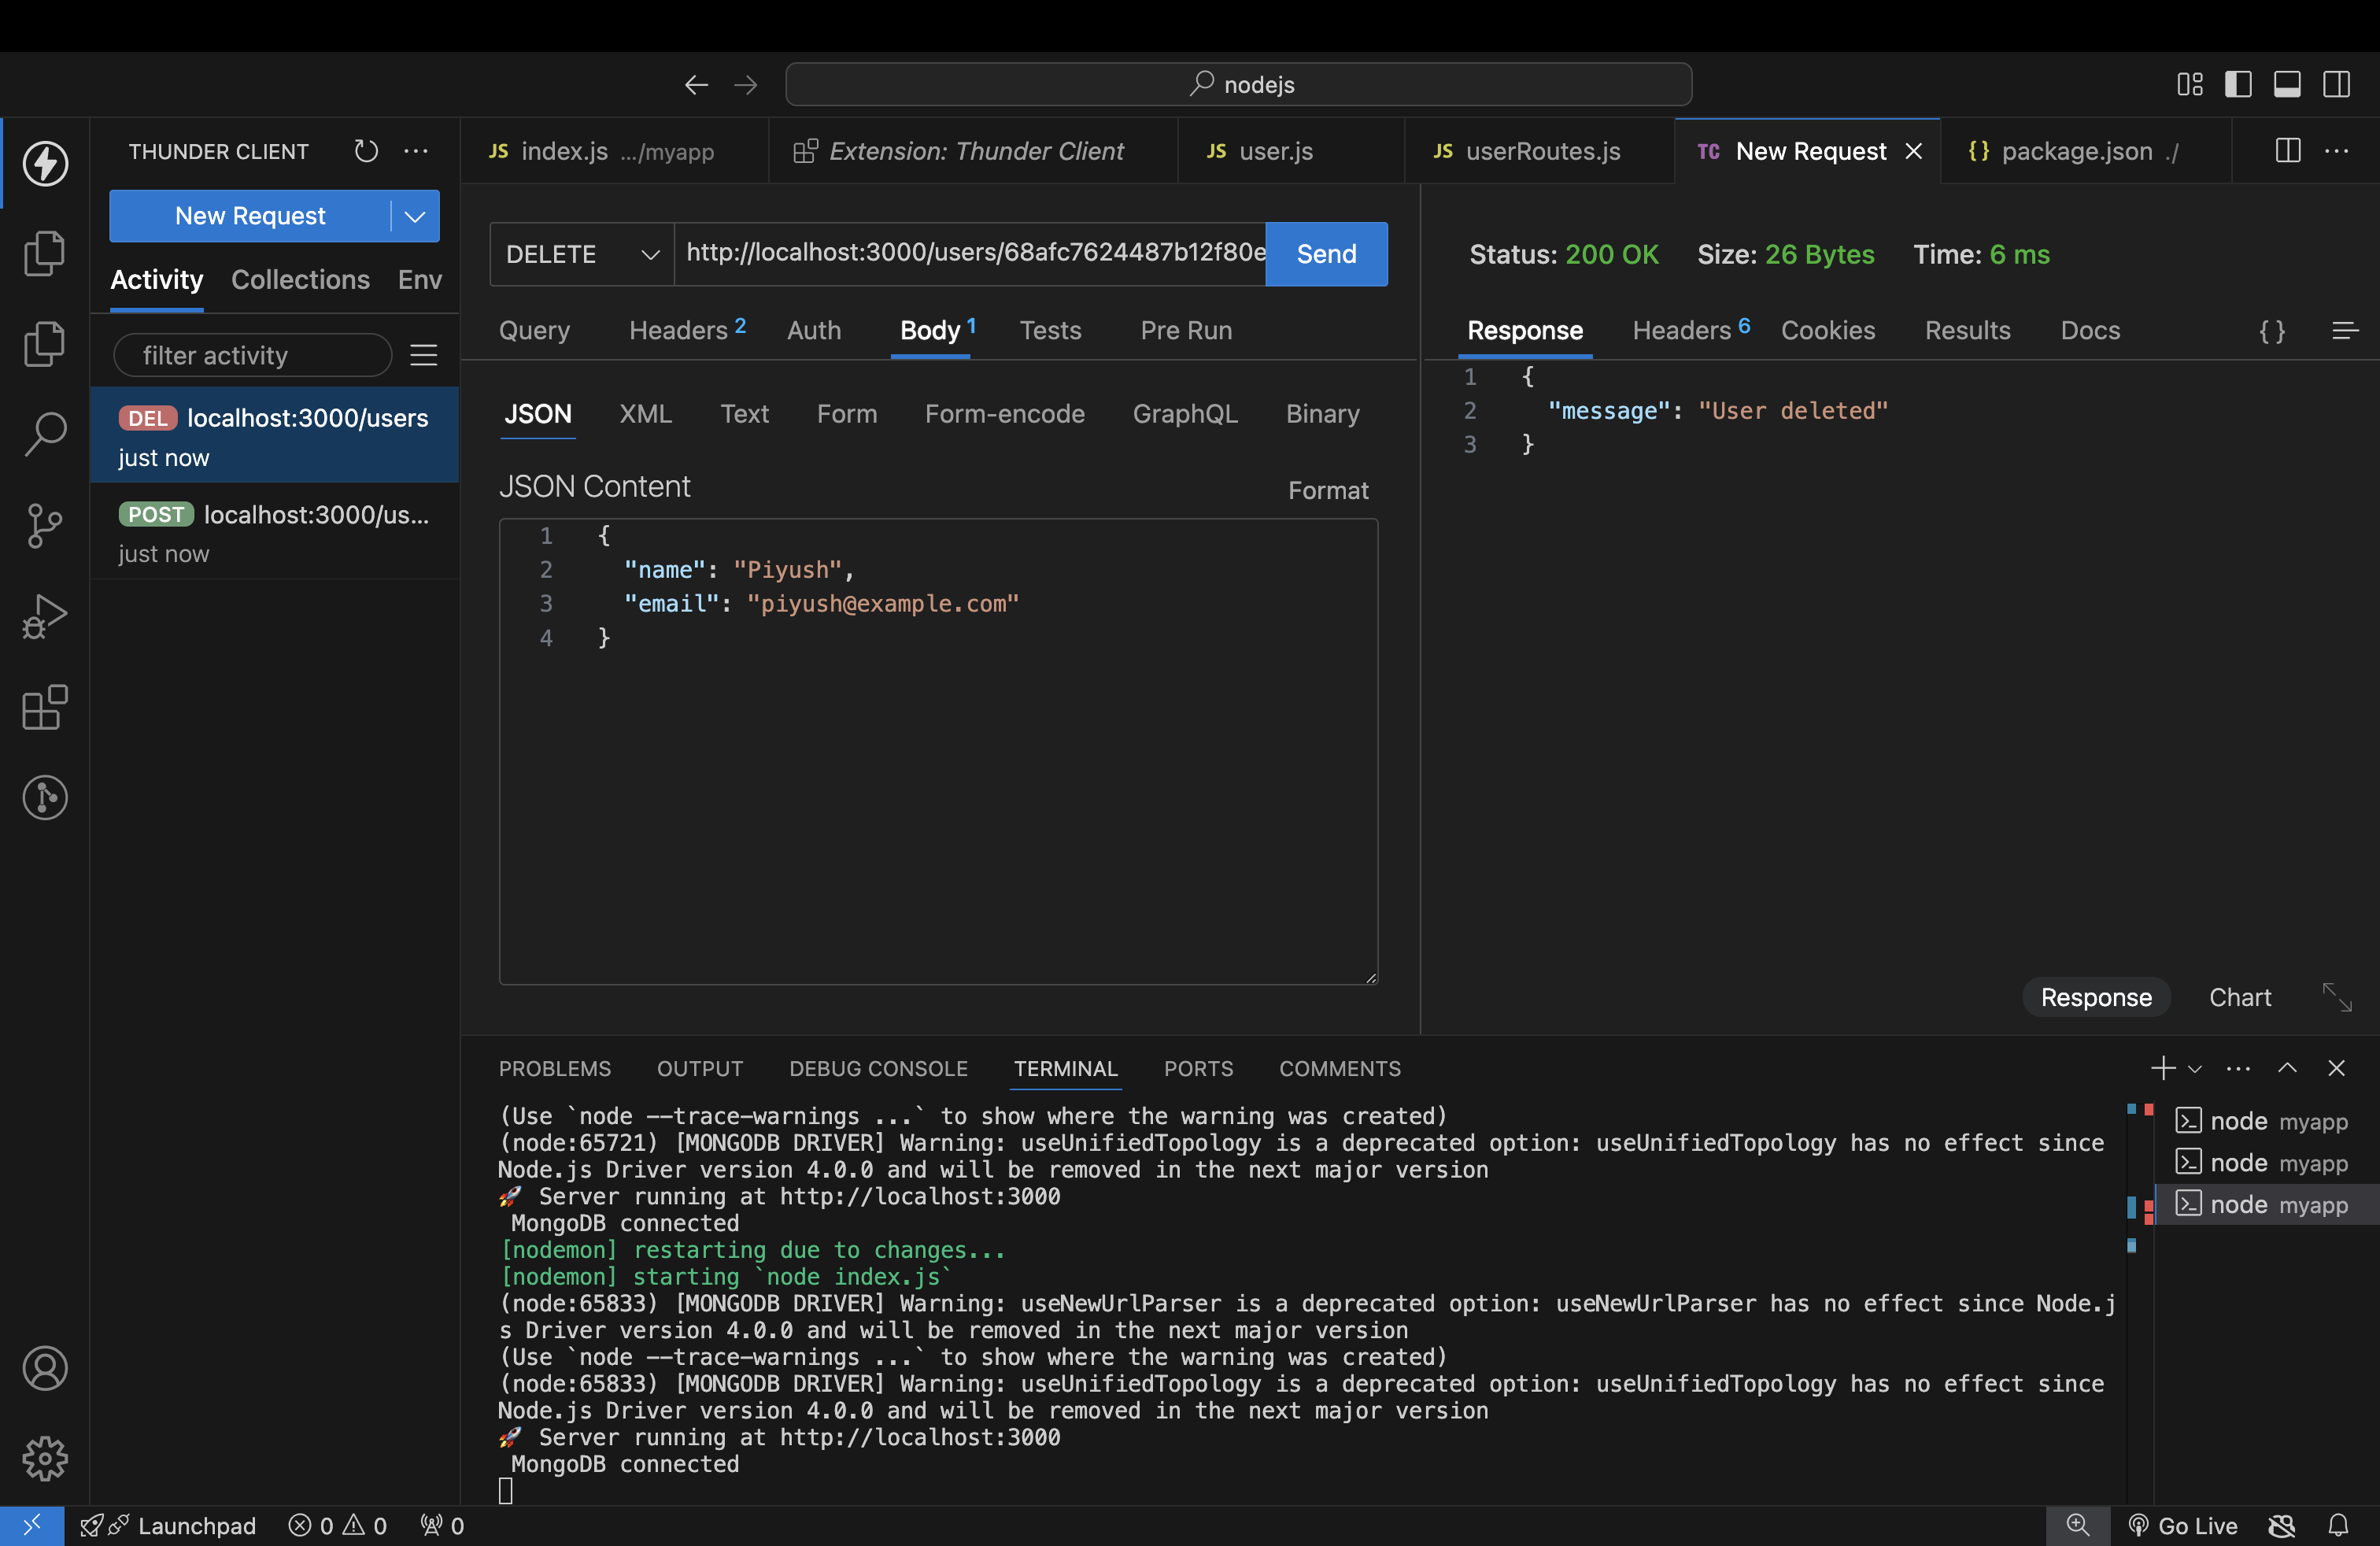 nodejs
THUNDER CLIENT
JS index.js .../myapp
Extension: Thunder Client
JS user.js
JS userRoutes.js
TC New Request
{} package.json ./
New Request
Activity Collections Env
filter activity
DEL localhost:3000/users
just now
POST localhost:3000/us...
just now
DELETE http://localhost:3000/users/68afc7624487b12f80e Send
Query Headers 2 Auth Body 1 Tests Pre Run
JSON XML Text Form Form-encode GraphQL Binary
JSON Content Format
1 {
2 "name": "Piyush",
3 "email": "piyush@example.com"
4 }
Status: 200 OK Size: 26 Bytes Time: 6 ms
Response Headers 6 Cookies Results Docs {}
1 {
2 "message": "User deleted"
3 }
Response Chart
PROBLEMS OUTPUT DEBUG CONSOLE TERMINAL PORTS COMMENTS
(Use `node --trace-warnings ...` to show where the warning was created)
(node:65721) [MONGODB DRIVER] Warning: useUnifiedTopology is a deprecated option: useUnifiedTopology has no effect since
Node.js Driver version 4.0.0 and will be removed in the next major version
🚀 Server running at http://localhost:3000
MongoDB connected
[nodemon] restarting due to changes...
[nodemon] starting `node index.js`
(node:65833) [MONGODB DRIVER] Warning: useNewUrlParser is a deprecated option: useNewUrlParser has no effect since Node.j
s Driver version 4.0.0 and will be removed in the next major version
(Use `node --trace-warnings ...` to show where the warning was created)
(node:65833) [MONGODB DRIVER] Warning: useUnifiedTopology is a deprecated option: useUnifiedTopology has no effect since
Node.js Driver version 4.0.0 and will be removed in the next major version
🚀 Server running at http://localhost:3000
MongoDB connected
node myapp
node myapp
node myapp
Launchpad 0 0 0
Go Live